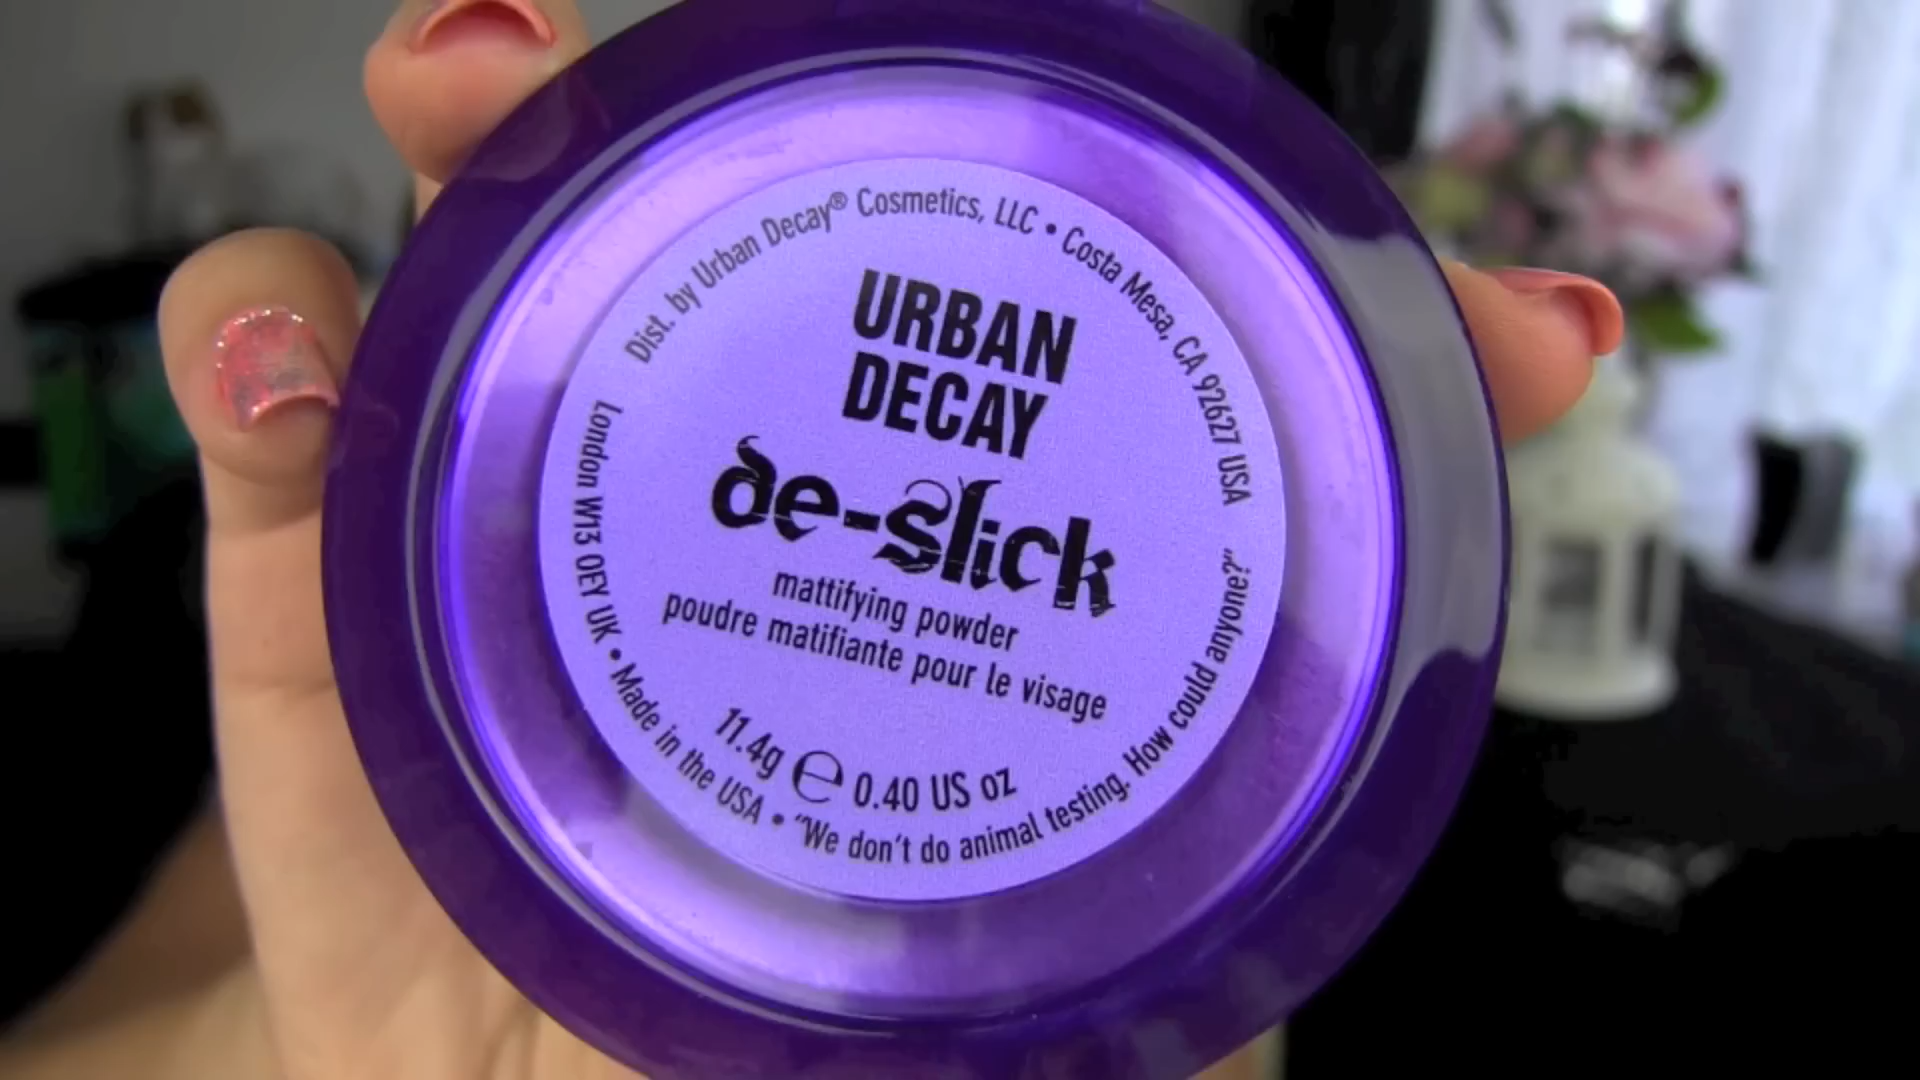 Dist. by Urban Decay® Cosmetics, LLC • Costa Mesa, CA 92627 USA
URBAN
DECAY
de-slick
mattifying powder
poudre matifiante pour le visage
11.4g ℮ 0.40 US oz
London W13 0EY UK • Made in the USA • "We don't do animal testing. How could anyone?"